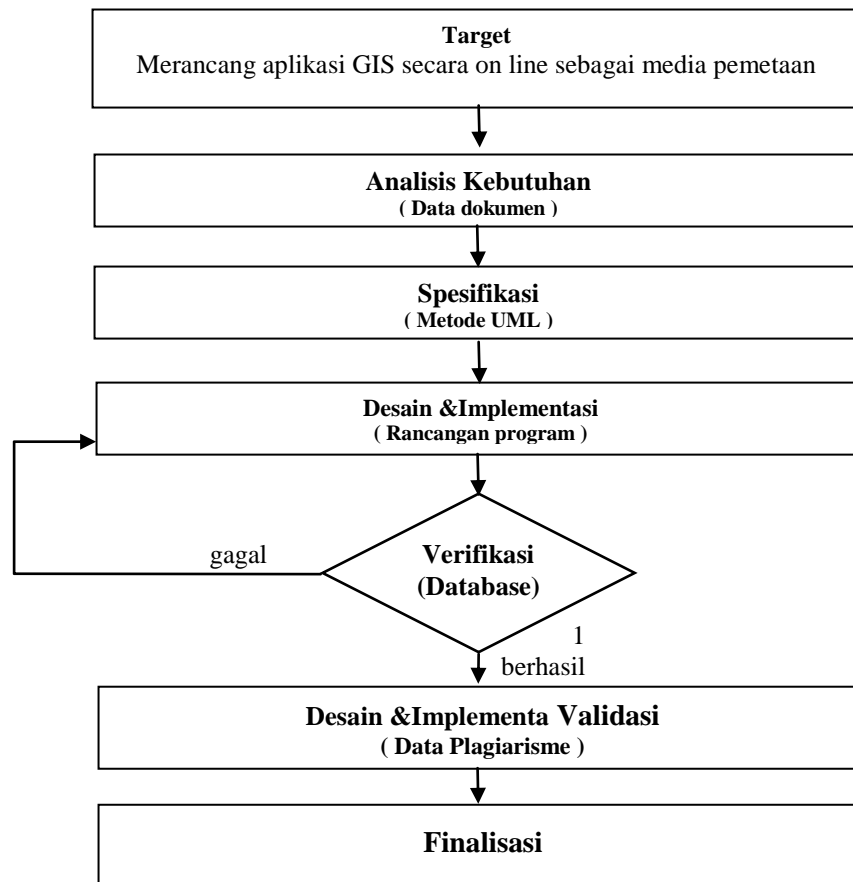 Target
Merancang aplikasi GIS secara on line sebagai media pemetaan
Analisis Kebutuhan
( Data dokumen )
Spesifikasi
( Metode UML )
Desain &Implementasi
( Rancangan program )
Verifikasi
(Database)
gagal
1
berhasil
Desain &Implementa Validasi
( Data Plagiarisme )
Finalisasi